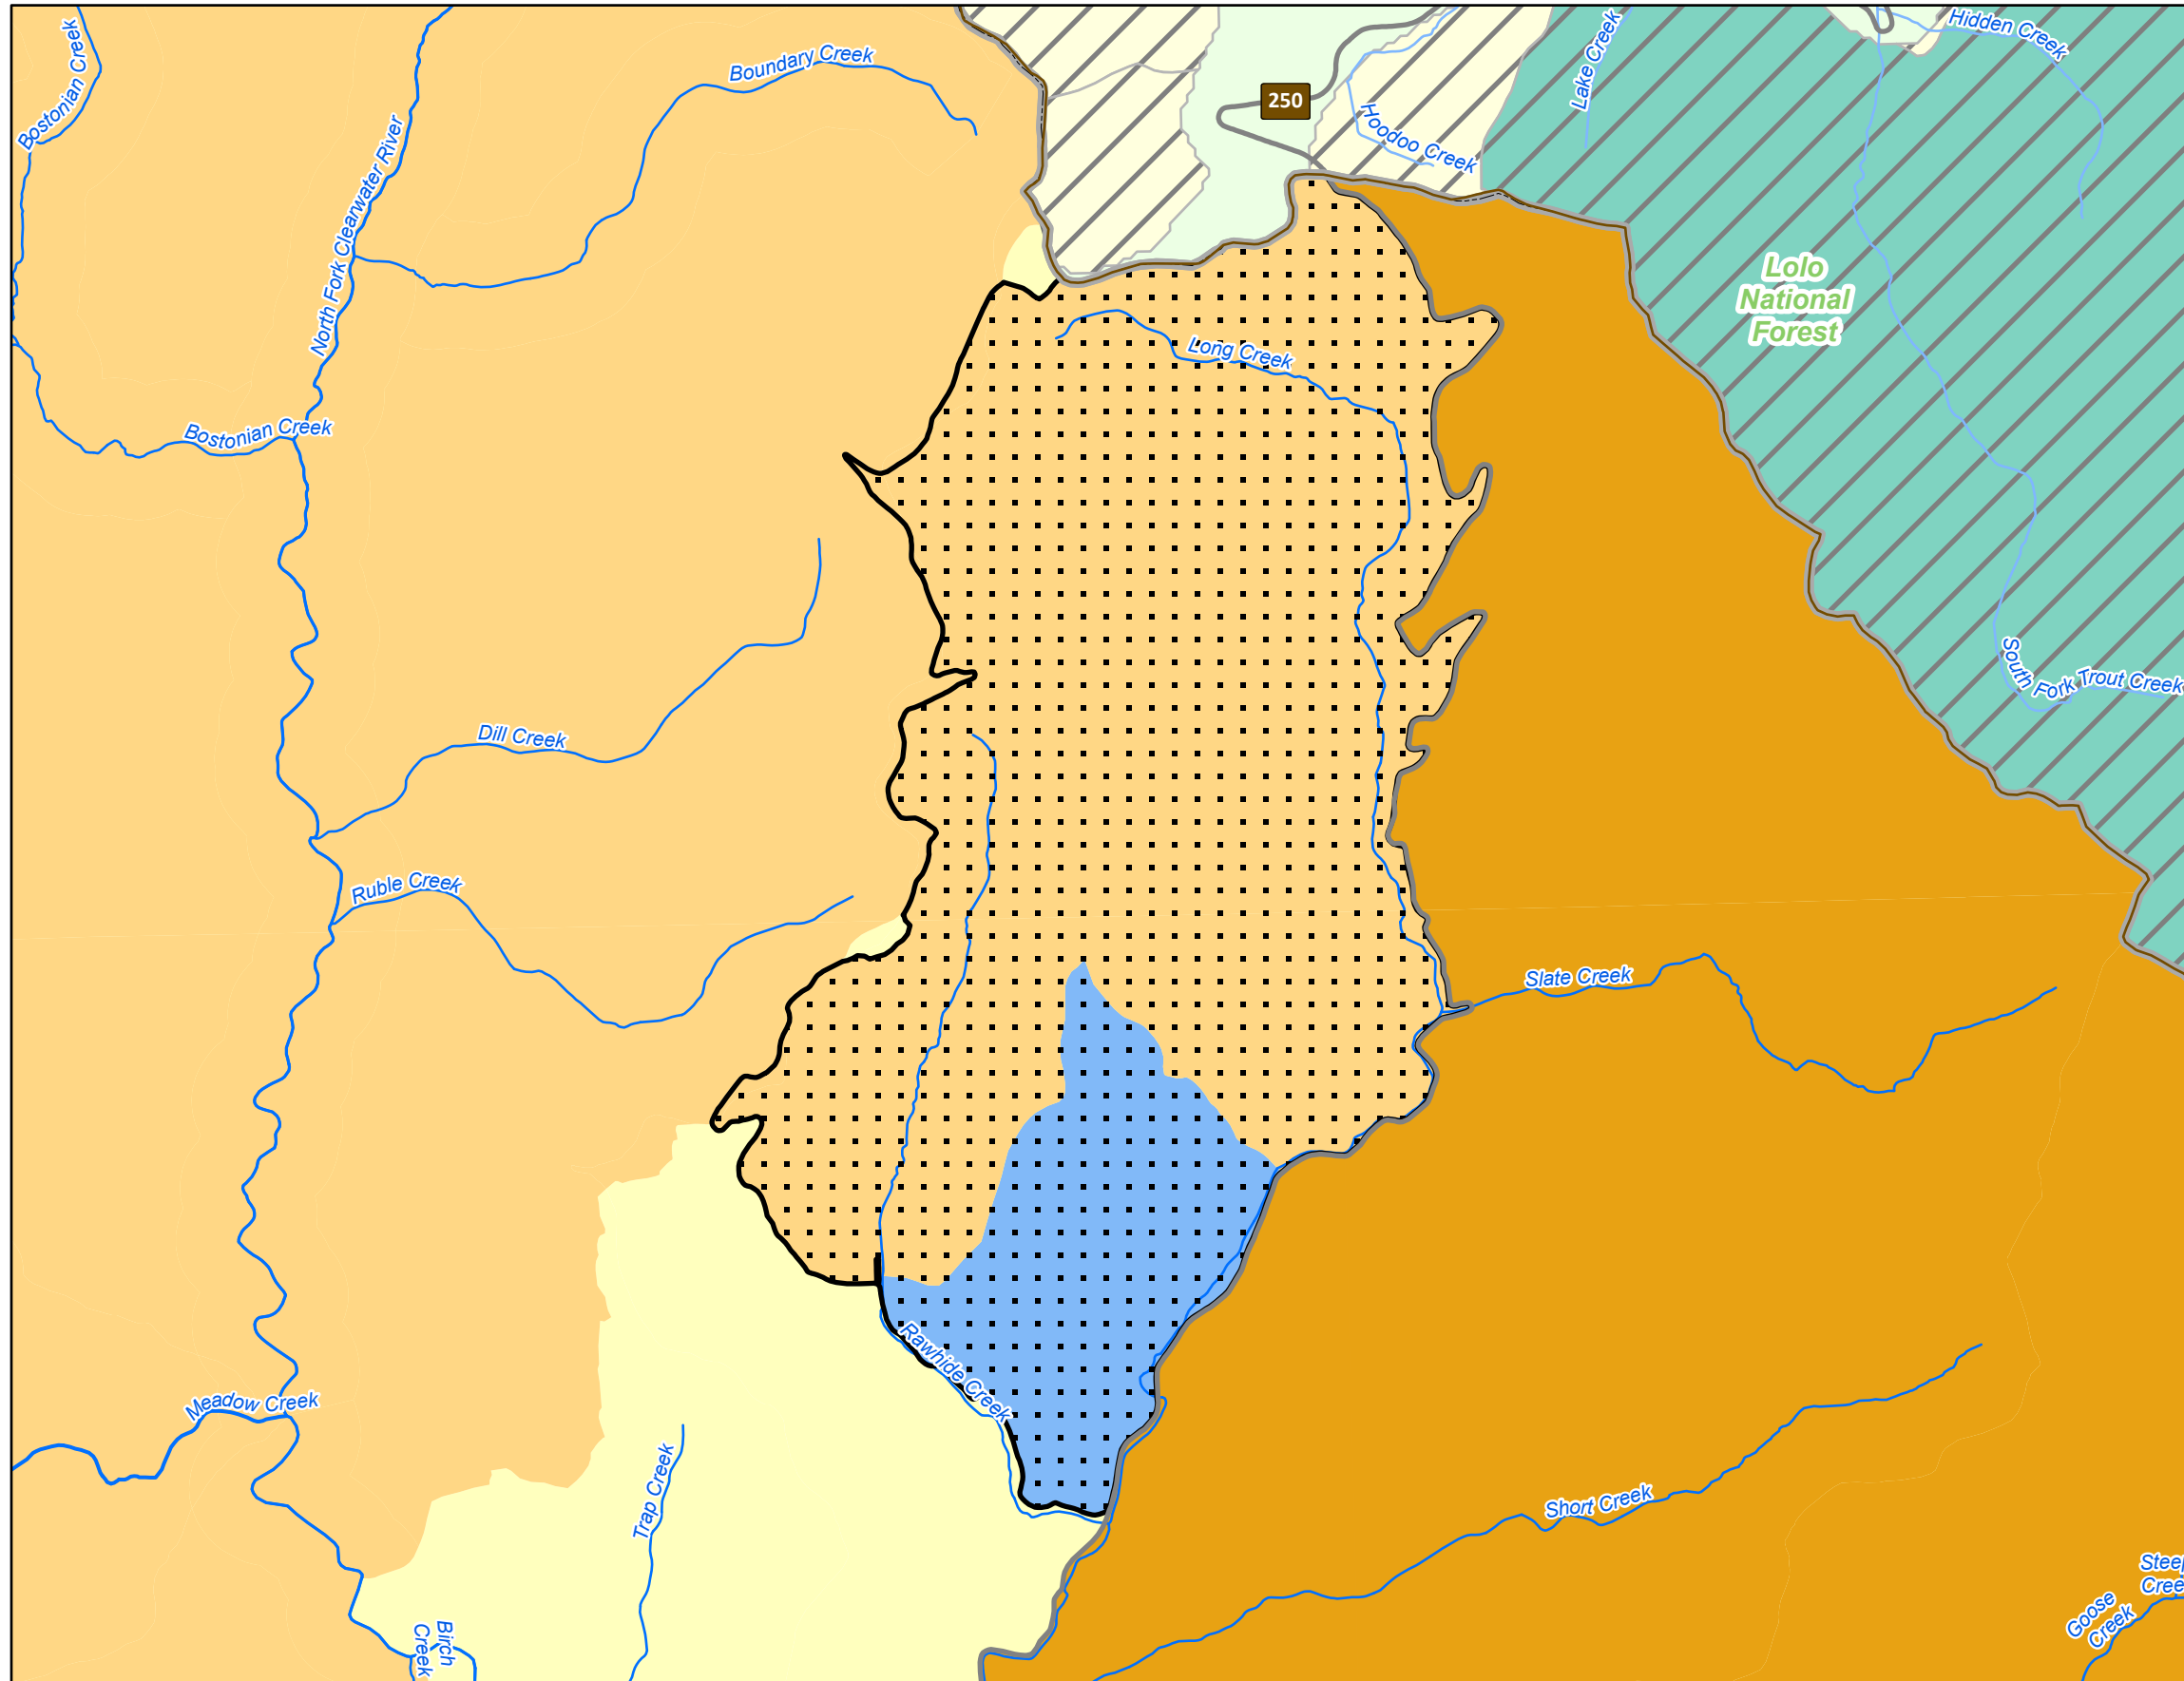 Bostonian Creek
North Fork Clearwater River
Boundary Creek
250
Hoodoo Creek
Lake Creek
Hidden Creek
Lolo
National
Forest
Long Creek
Bostonian Creek
South Fork Trout Creek
Dill Creek
Ruble Creek
Slate Creek
Rawhide Creek
Meadow Creek
Trap Creek
Short Creek
Birch
Creek
Goose
Creek